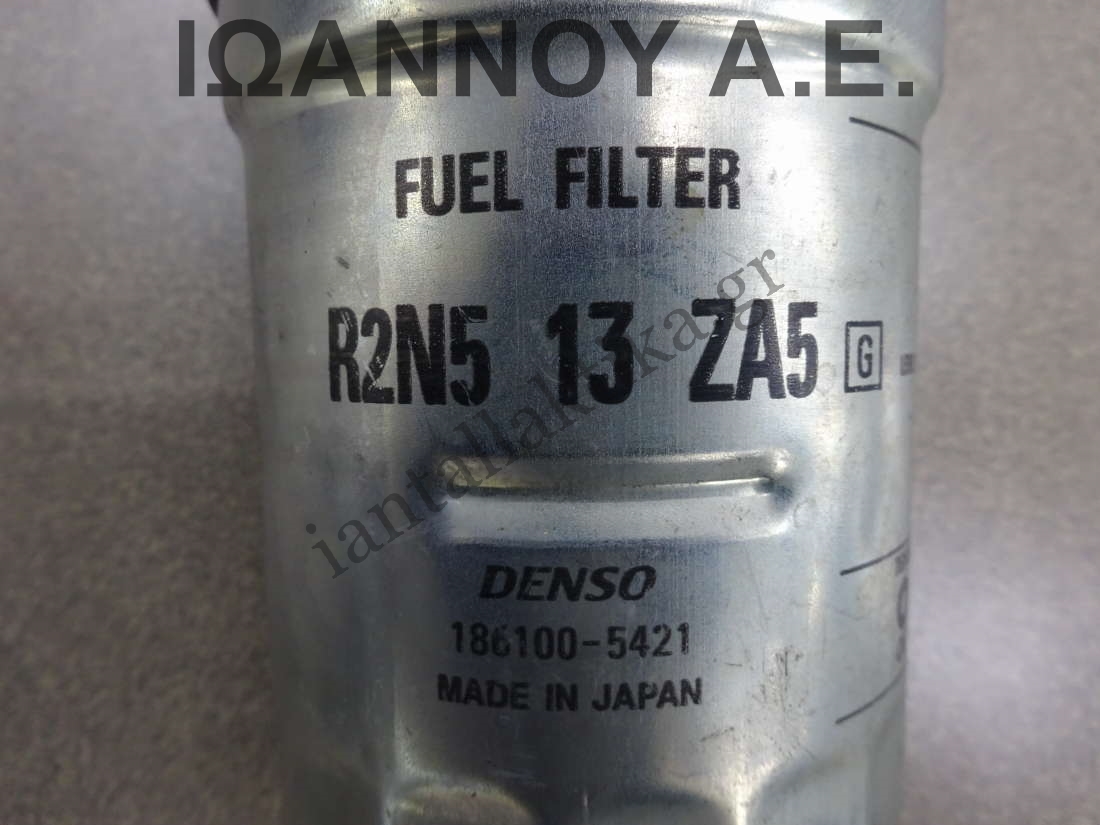 ΙΩΑΝΝΟΥ Α.Ε.
FUEL FILTER
R2N5 13 ZA5 G
iantallaktika.gr
DENSO
186100-5421
MADE IN JAPAN